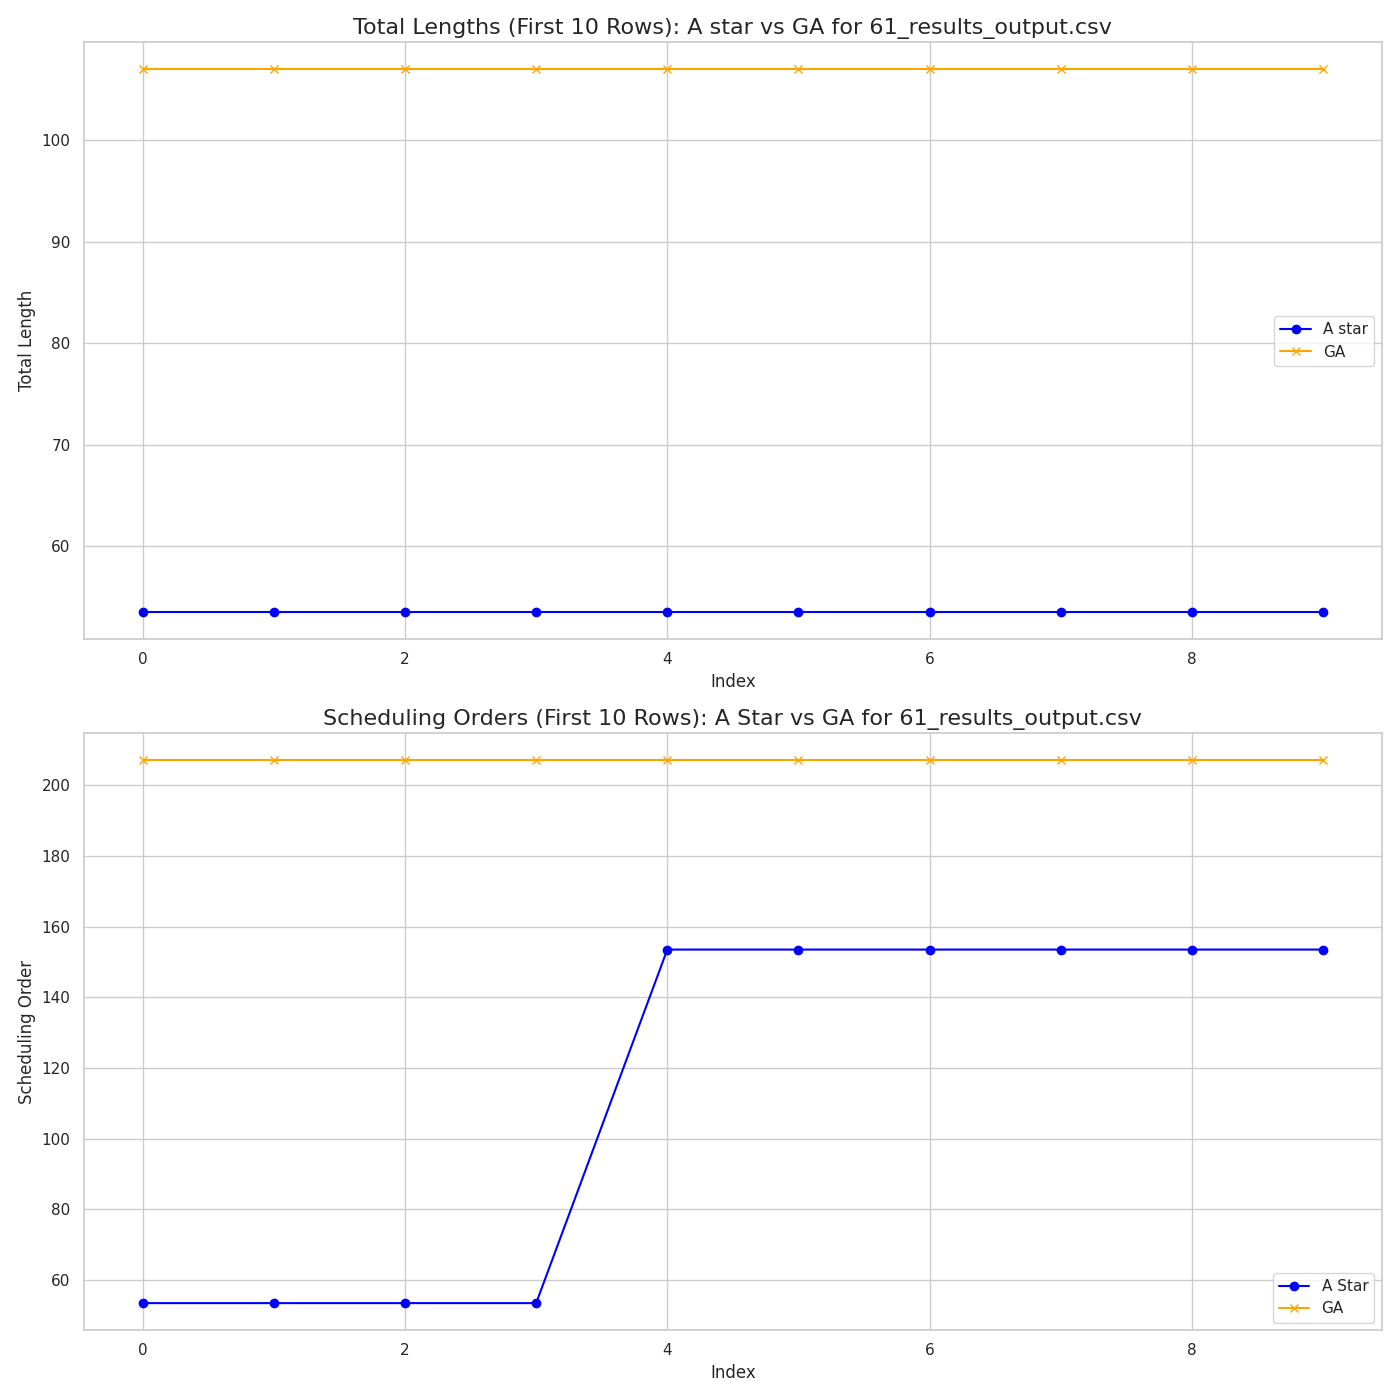 Total Lengths (First 10 Rows): A star vs GA for 61_results_output.csv
100
90
80
70
60
Total Length
A star
GA
0 2 4 6 8
Index
Scheduling Orders (First 10 Rows): A Star vs GA for 61_results_output.csv
200
180
160
140
120
100
80
60
Scheduling Order
A Star
GA
0 2 4 6 8
Index